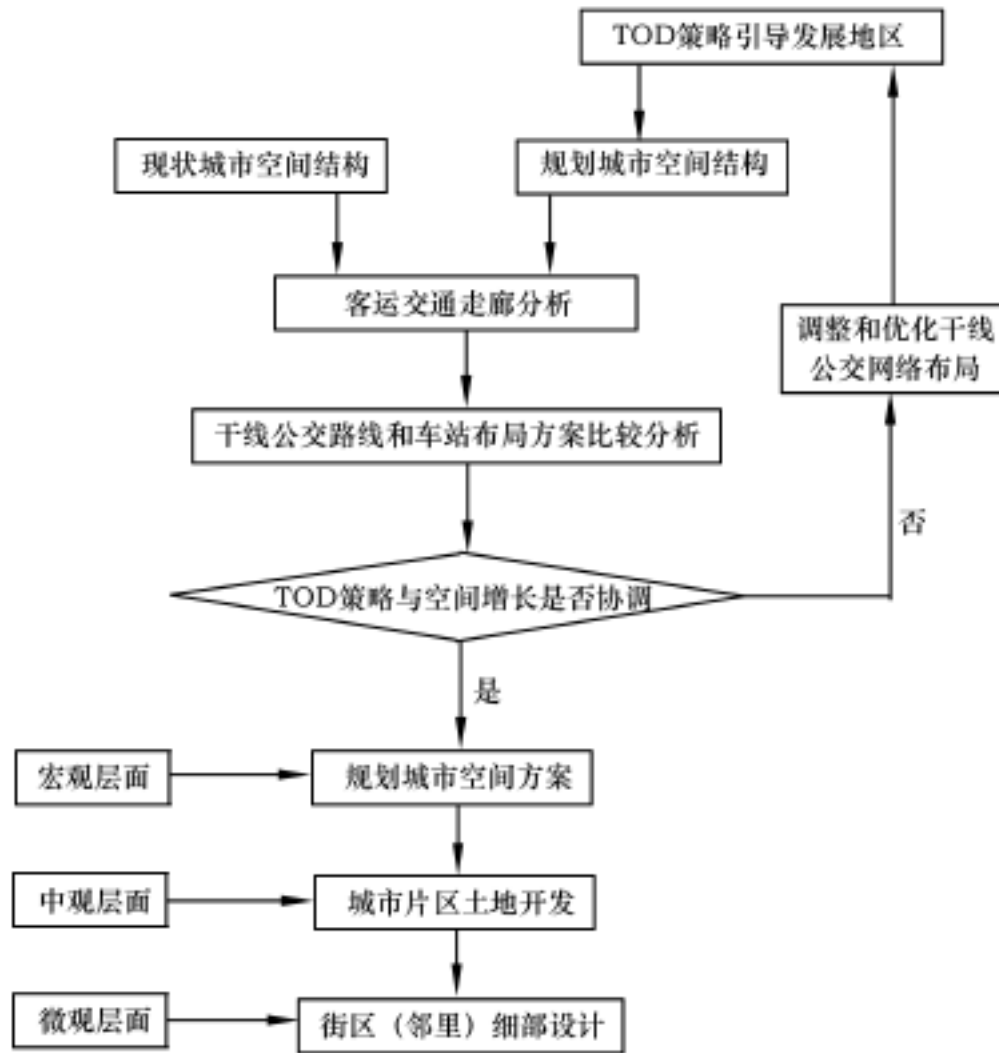 TOD策略引导发展地区
现状城市空间结构
规划城市空间结构
客运交通走廊分析
调整和优化干线
公交网络布局
干线公交路线和车站布局方案比较分析
否
TOD策略与空间增长是否协调
是
宏观层面
规划城市空间方案
中观层面
城市片区土地开发
微观层面
街区（邻里）细部设计